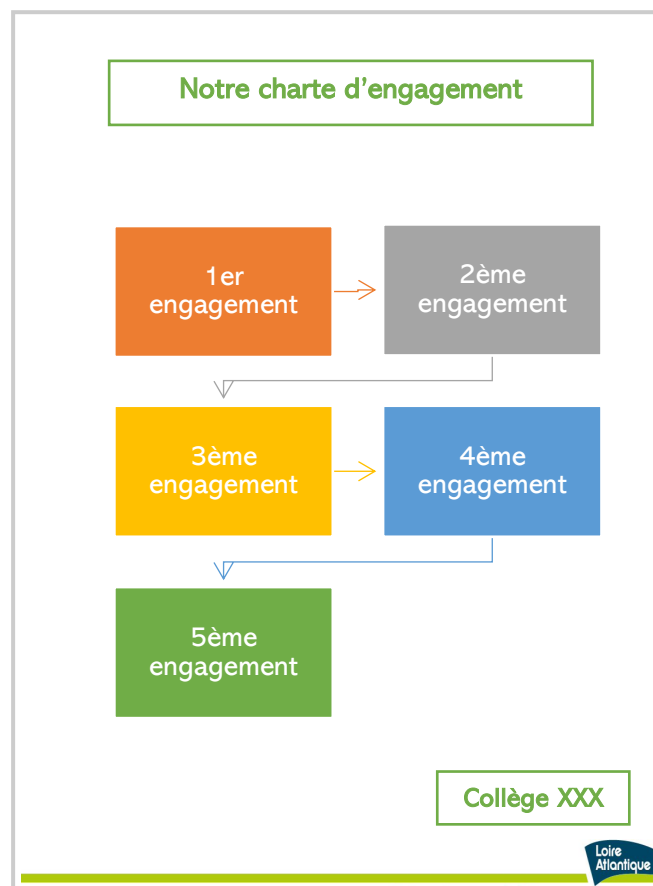 Notre charte d’engagement
1er
engagement
2ème
engagement
3ème
engagement
4ème
engagement
5ème
engagement
Collège XXX
Loire
Atlantique